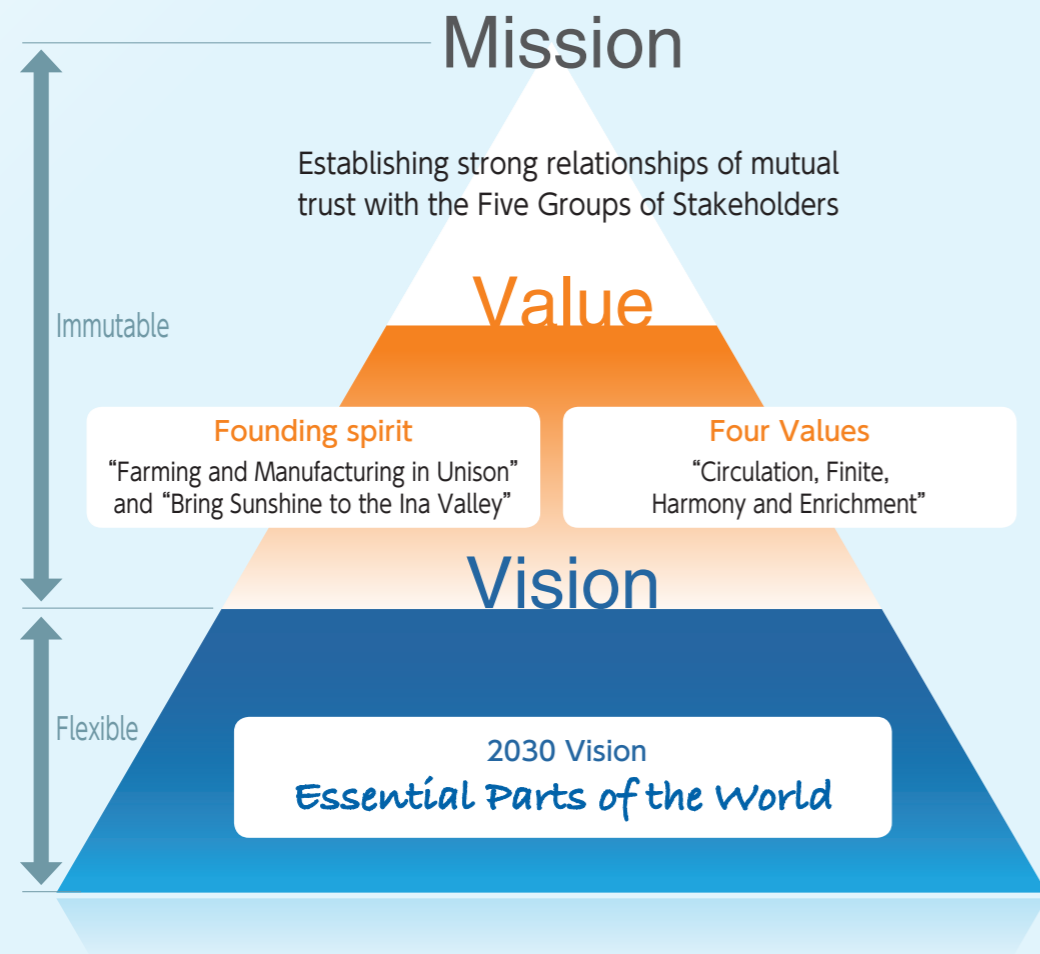 Mission
Establishing strong relationships of mutual
trust with the Five Groups of Stakeholders
Value
Immutable
Founding spirit
“Farming and Manufacturing in Unison”
and “Bring Sunshine to the Ina Valley”
Four Values
“Circulation, Finite,
Harmony and Enrichment”
Vision
Flexible
2030 Vision
Essential Parts of the World